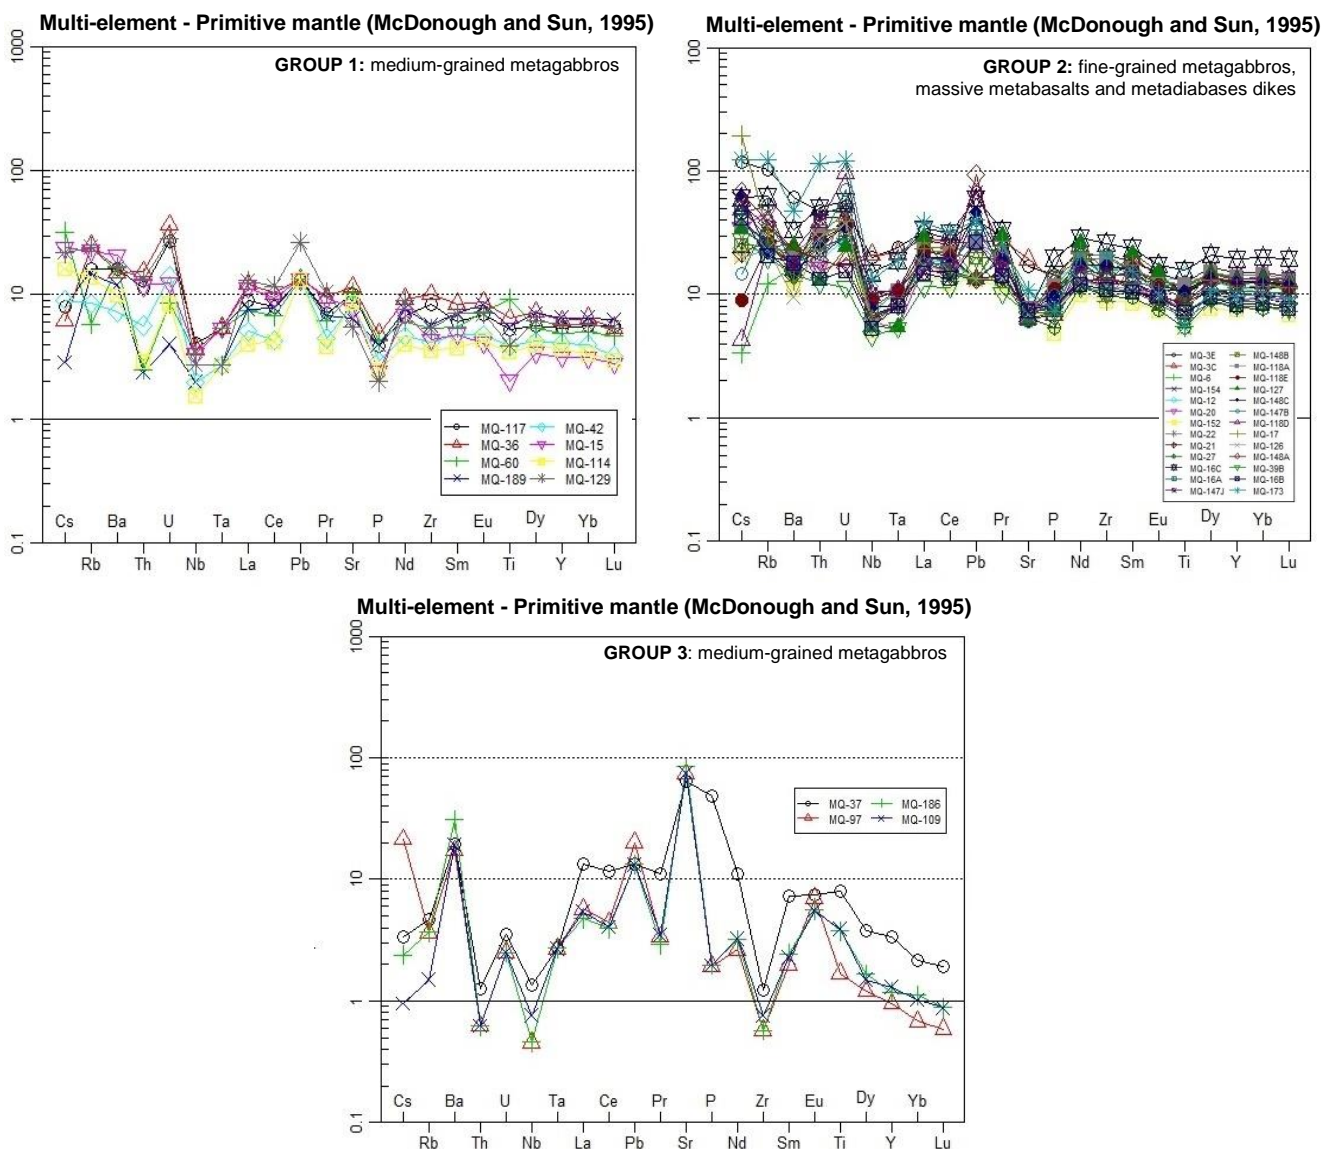 Multi-element - Primitive mantle (McDonough and Sun, 1995)
GROUP 1: medium-grained metagabbros
1000
100
10
1
0.1
Cs Ba U Ta Ce Pr P Zr Eu Dy Yb
Rb Th Nb La Pb Sr Nd Sm Ti Y Lu
MQ-117 MQ-42
MQ-36 MQ-15
MQ-60 MQ-114
MQ-189 MQ-129
Multi-element - Primitive mantle (McDonough and Sun, 1995)
GROUP 2: fine-grained metagabbros,
massive metabasalts and metadiabases dikes
100
100
10
1
0.1
Cs Ba U Ta Ce Pr P Zr Eu Dy Yb
Rb Th Nb La Pb Sr Nd Sm Ti Y Lu
MQ-3E MQ-148B
MQ-3C MQ-118A
MQ-6 MQ-118E
MQ-154 MQ-127
MQ-12 MQ-148C
MQ-20 MQ-147B
MQ-152 MQ-118D
MQ-22 MQ-17
MQ-21 MQ-126
MQ-27 MQ-148A
MQ-16C MQ-39B
MQ-16A MQ-16B
MQ-147J MQ-173
Multi-element - Primitive mantle (McDonough and Sun, 1995)
GROUP 3: medium-grained metagabbros
1000
100
10
1
0.1
Cs Ba U Ta Ce Pr P Zr Eu Dy Yb
Rb Th Nb La Pb Sr Nd Sm Ti Y Lu
MQ-37 MQ-186
MQ-97 MQ-109